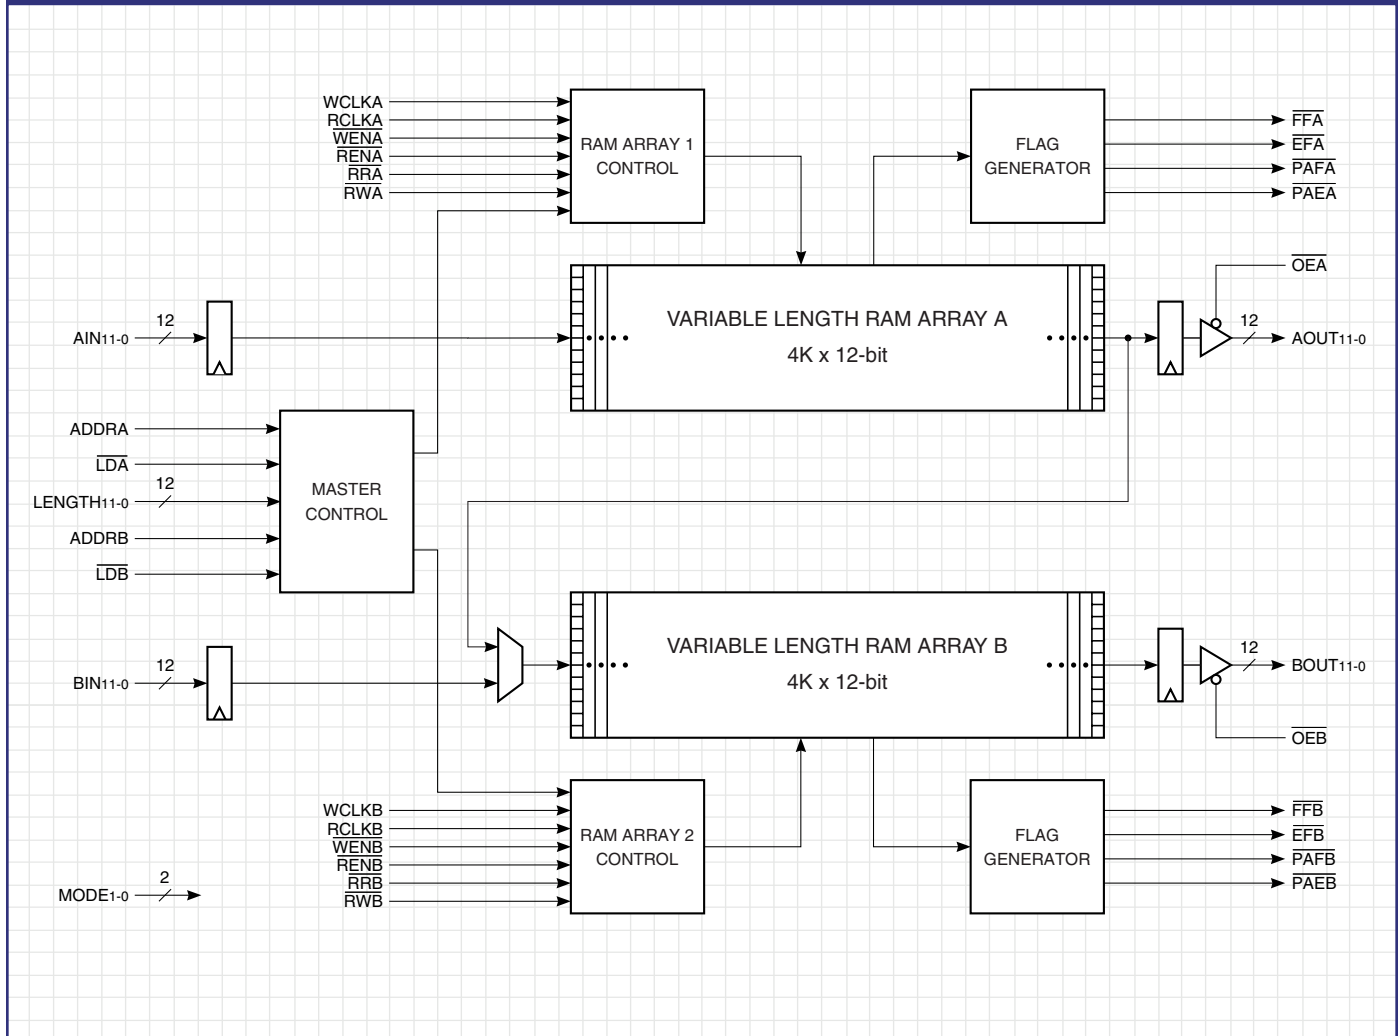 WCLKA
RCLKA
WENA
RENA
RRA
RWA
RAM ARRAY 1
CONTROL
FLAG
GENERATOR
FFA
EFA
PAFA
PAEA
OEA
AIN11-0
12
VARIABLE LENGTH RAM ARRAY A
4K x 12-bit
12
AOUT11-0
ADDRA
LDA
LENGTH11-0
12
ADDRB
LDB
MASTER
CONTROL
BIN11-0
12
VARIABLE LENGTH RAM ARRAY B
4K x 12-bit
12
BOUT11-0
OEB
WCLKB
RCLKB
WENB
RENB
RRB
RWB
RAM ARRAY 2
CONTROL
FLAG
GENERATOR
FFB
EFB
PAFB
PAEB
MODE1-0
2